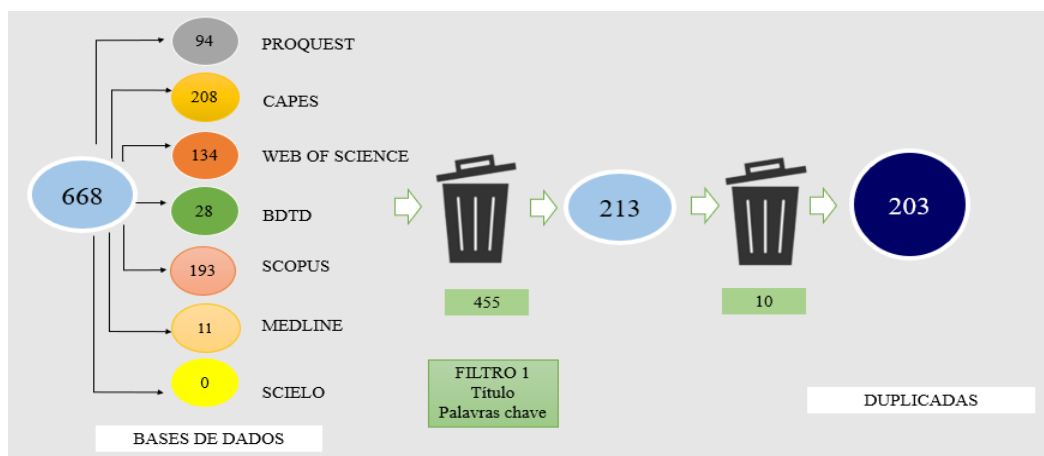 94
PROQUEST
208
CAPES
134
WEB OF SCIENCE
668
28
BDTD
193
SCOPUS
11
MEDLINE
0
SCIELO
BASES DE DADOS
455
FILTRO 1
Título
Palavras chave
213
10
203
DUPLICADAS